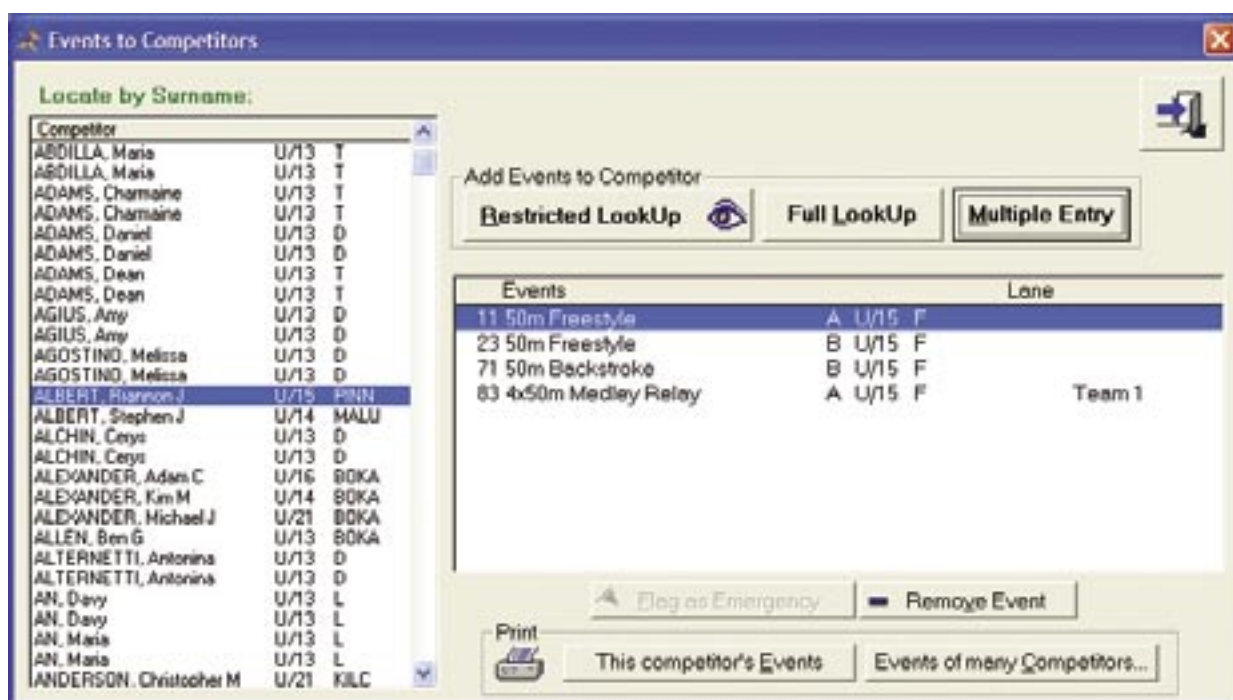 Events to Competitors
Locate by Surname:
Competitor
ABDILLA, Maria U/13 T
ABDILLA, Maria U/13 T
ADAMS, Charmaine U/13 T
ADAMS, Charmaine U/13 T
ADAMS, Daniel U/13 D
ADAMS, Daniel U/13 D
ADAMS, Dean U/13 T
ADAMS, Dean U/13 T
AGIUS, Amy U/13 D
AGIUS, Amy U/13 D
AGOSTINO, Melissa U/13 D
AGOSTINO, Melissa U/13 D
ALBERT, Riannon J U/15 PINN
ALBERT, Stephen J U/14 MALU
ALCHIN, Cerys U/13 D
ALCHIN, Cerys U/13 D
ALEXANDER, Adam C U/16 BOKA
ALEXANDER, Kim M U/14 BOKA
ALEXANDER, Michael J U/21 BOKA
ALLEN, Ben G U/13 BOKA
ALTERNETTI, Antonina U/13 D
ALTERNETTI, Antonina U/13 D
AN, Davy U/13 L
AN, Davy U/13 L
AN, Maria U/13 L
AN, Maria U/13 L
ANDERSON, Christopher M U/21 KILC
Add Events to Competitor
Restricted LookUp Full LookUp Multiple Entry
Events Lane
11 50m Freestyle A U/15 F
23 50m Freestyle B U/15 F
71 50m Backstroke B U/15 F
83 4x50m Medley Relay A U/15 F Team 1
Flag as Emergency Remove Event
Print
This competitor's Events Events of many Competitors...